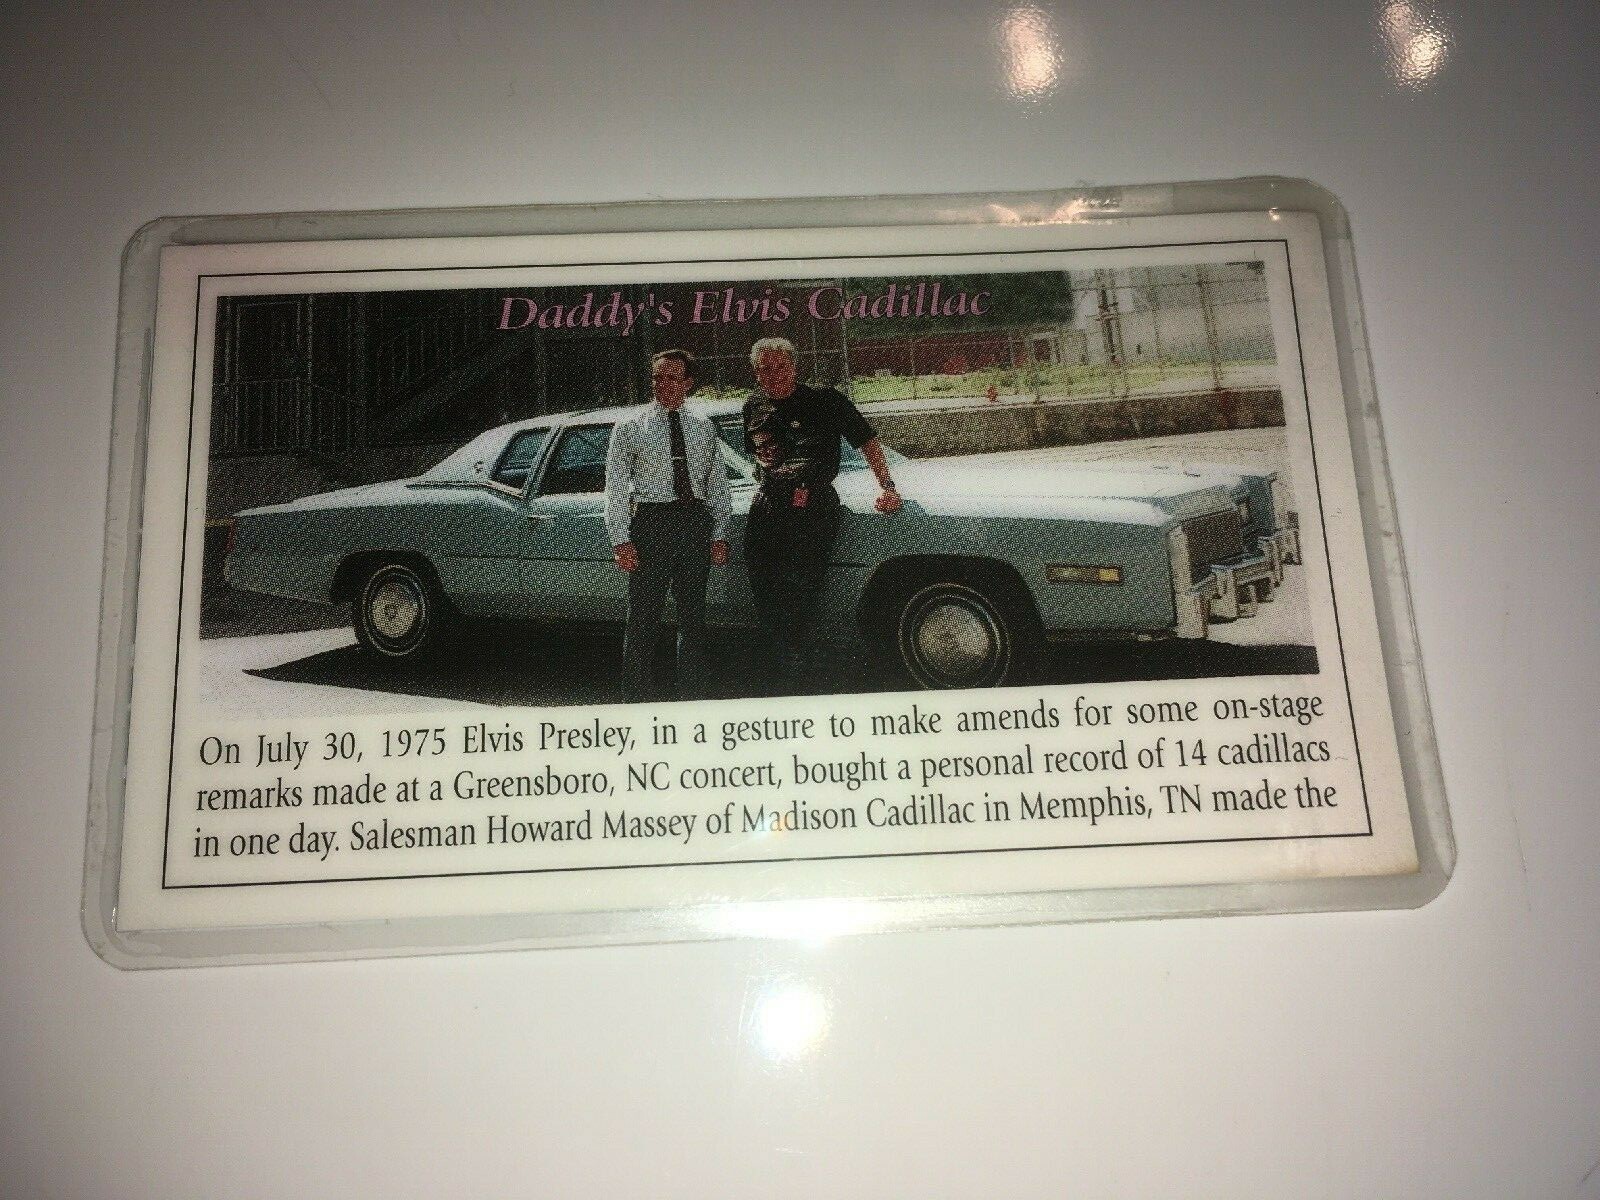 Daddy's Elvis Cadillac
On July 30, 1975 Elvis Presley, in a gesture to make amends for some on-stage
remarks made at a Greensboro, NC concert, bought a personal record of 14 cadillacs
in one day. Salesman Howard Massey of Madison Cadillac in Memphis, TN made the